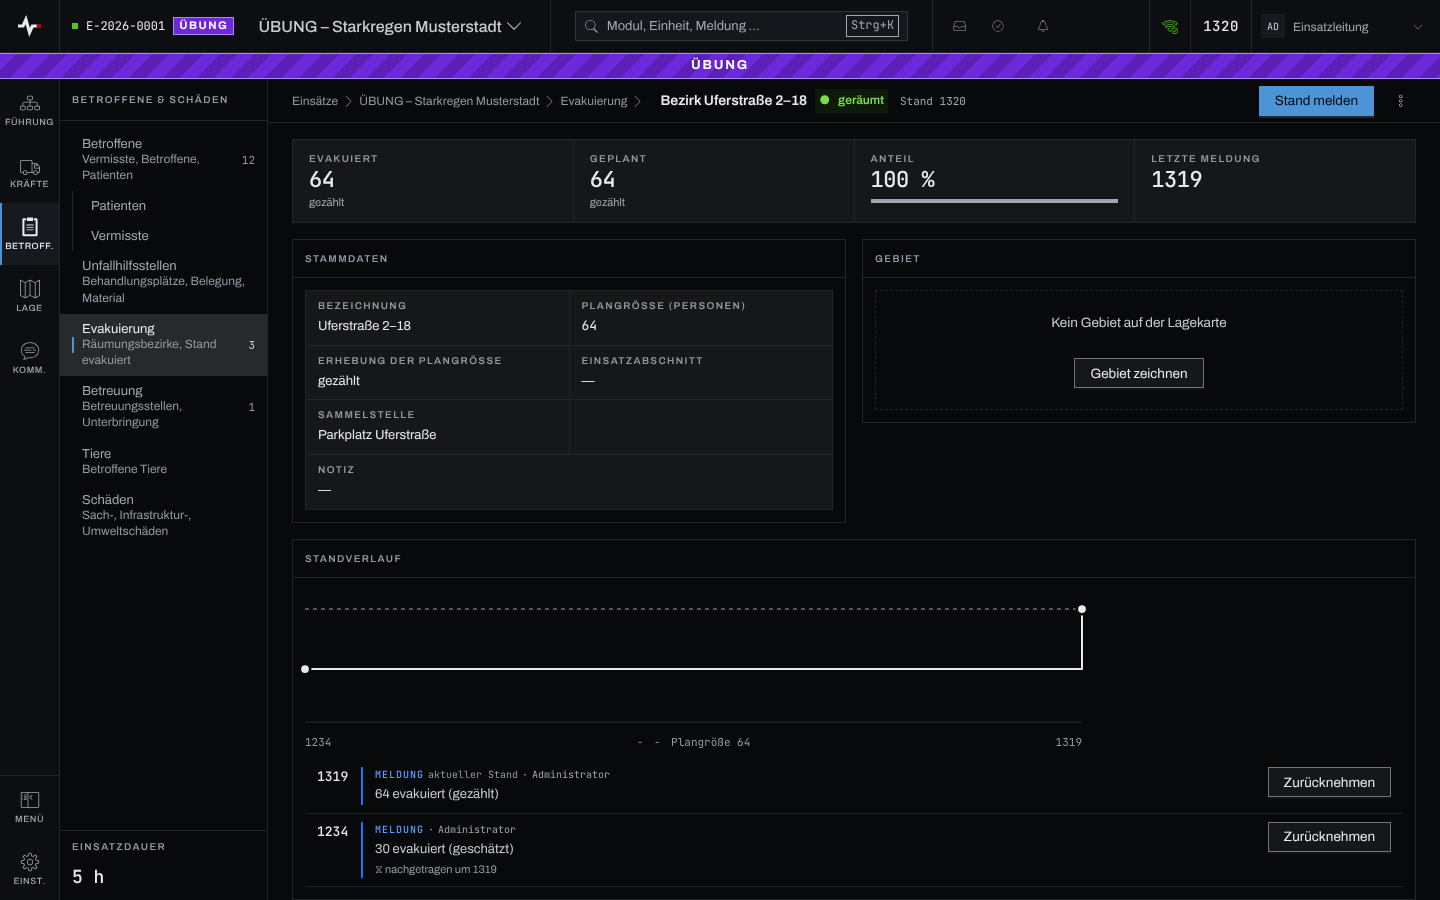 E-2026-0001 ÜBUNG ÜBUNG – Starkregen Musterstadt Modul, Einheit, Meldung ... Strg+K 1320 AD Einsatzleitung
ÜBUNG
FÜHRUNG
KRÄFTE
BETROFF.
LAGE
KOMM.
MENÜ
EINST.
BETROFFENE & SCHÄDEN
Betroffene
Vermisste, Betroffene, 12
Patienten
Patienten
Vermisste
Unfallhilfsstellen
Behandlungsplätze, Belegung,
Material
Evakuierung
Räumungsbezirke, Stand 3
evakuiert
Betreuung
Betreuungsstellen, 1
Unterbringung
Tiere
Betroffene Tiere
Schäden
Sach-, Infrastruktur-,
Umweltschäden
EINSATZDAUER
5 h
Einsätze ÜBUNG – Starkregen Musterstadt Evakuierung Bezirk Uferstraße 2–18 geräumt Stand 1320 Stand melden
EVAKUIERT
64
gezählt
GEPLANT
64
gezählt
ANTEIL
100 %
LETZTE MELDUNG
1319
STAMMDATEN
BEZEICHNUNG
Uferstraße 2–18
PLANGRÖSSE (PERSONEN)
64
ERHEBUNG DER PLANGRÖSSE
gezählt
EINSATZABSCHNITT
—
SAMMELSTELLE
Parkplatz Uferstraße
NOTIZ
—
GEBIET
Kein Gebiet auf der Lagekarte
Gebiet zeichnen
STANDVERLAUF
1234 - - Plangröße 64 1319
1319 MELDUNG aktueller Stand · Administrator Zurücknehmen
64 evakuiert (gezählt)
1234 MELDUNG · Administrator Zurücknehmen
30 evakuiert (geschätzt)
⧖ nachgetragen um 1319